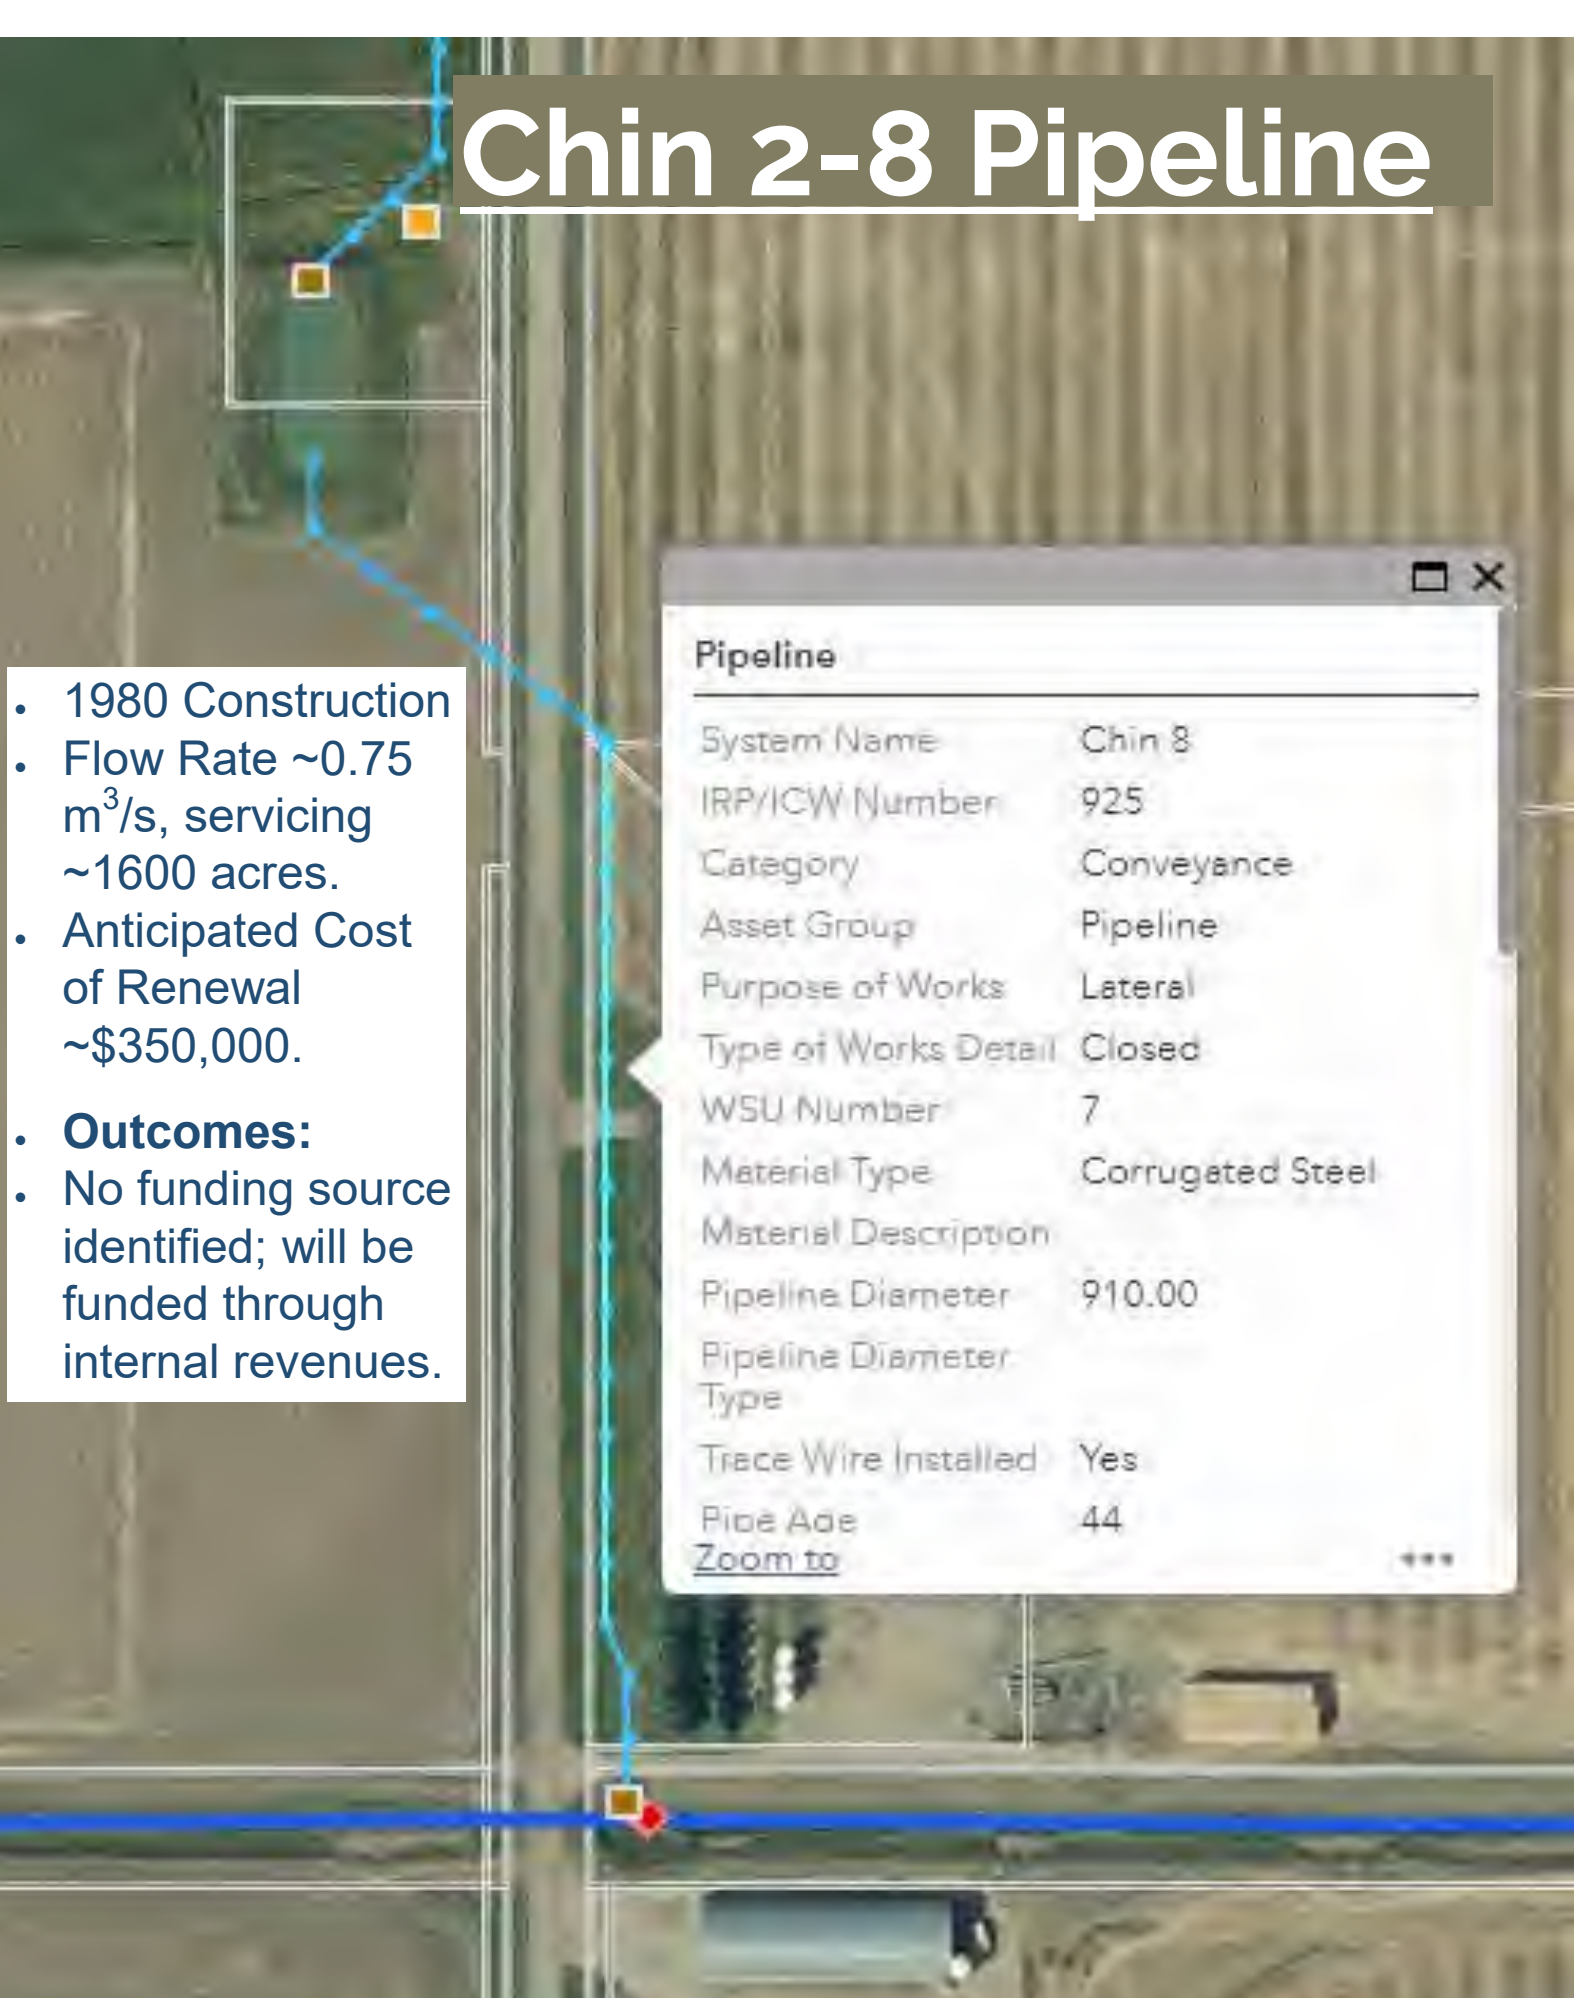 Chin 2-8 Pipeline
• 1980 Construction
• Flow Rate ~0.75
m³/s, servicing
~1600 acres.
• Anticipated Cost
of Renewal
~$350,000.
• Outcomes:
• No funding source
identified; will be
funded through
internal revenues.
Pipeline
System Name Chin 8
IRP/ICW Number 925
Category Conveyance
Asset Group Pipeline
Purpose of Works Lateral
Type of Works Detail Closed
WSU Number 7
Material Type Corrugated Steel
Material Description
Pipeline Diameter 910.00
Pipeline Diameter
Type
Trace Wire Installed Yes
Pipe Age 44
Zoom to